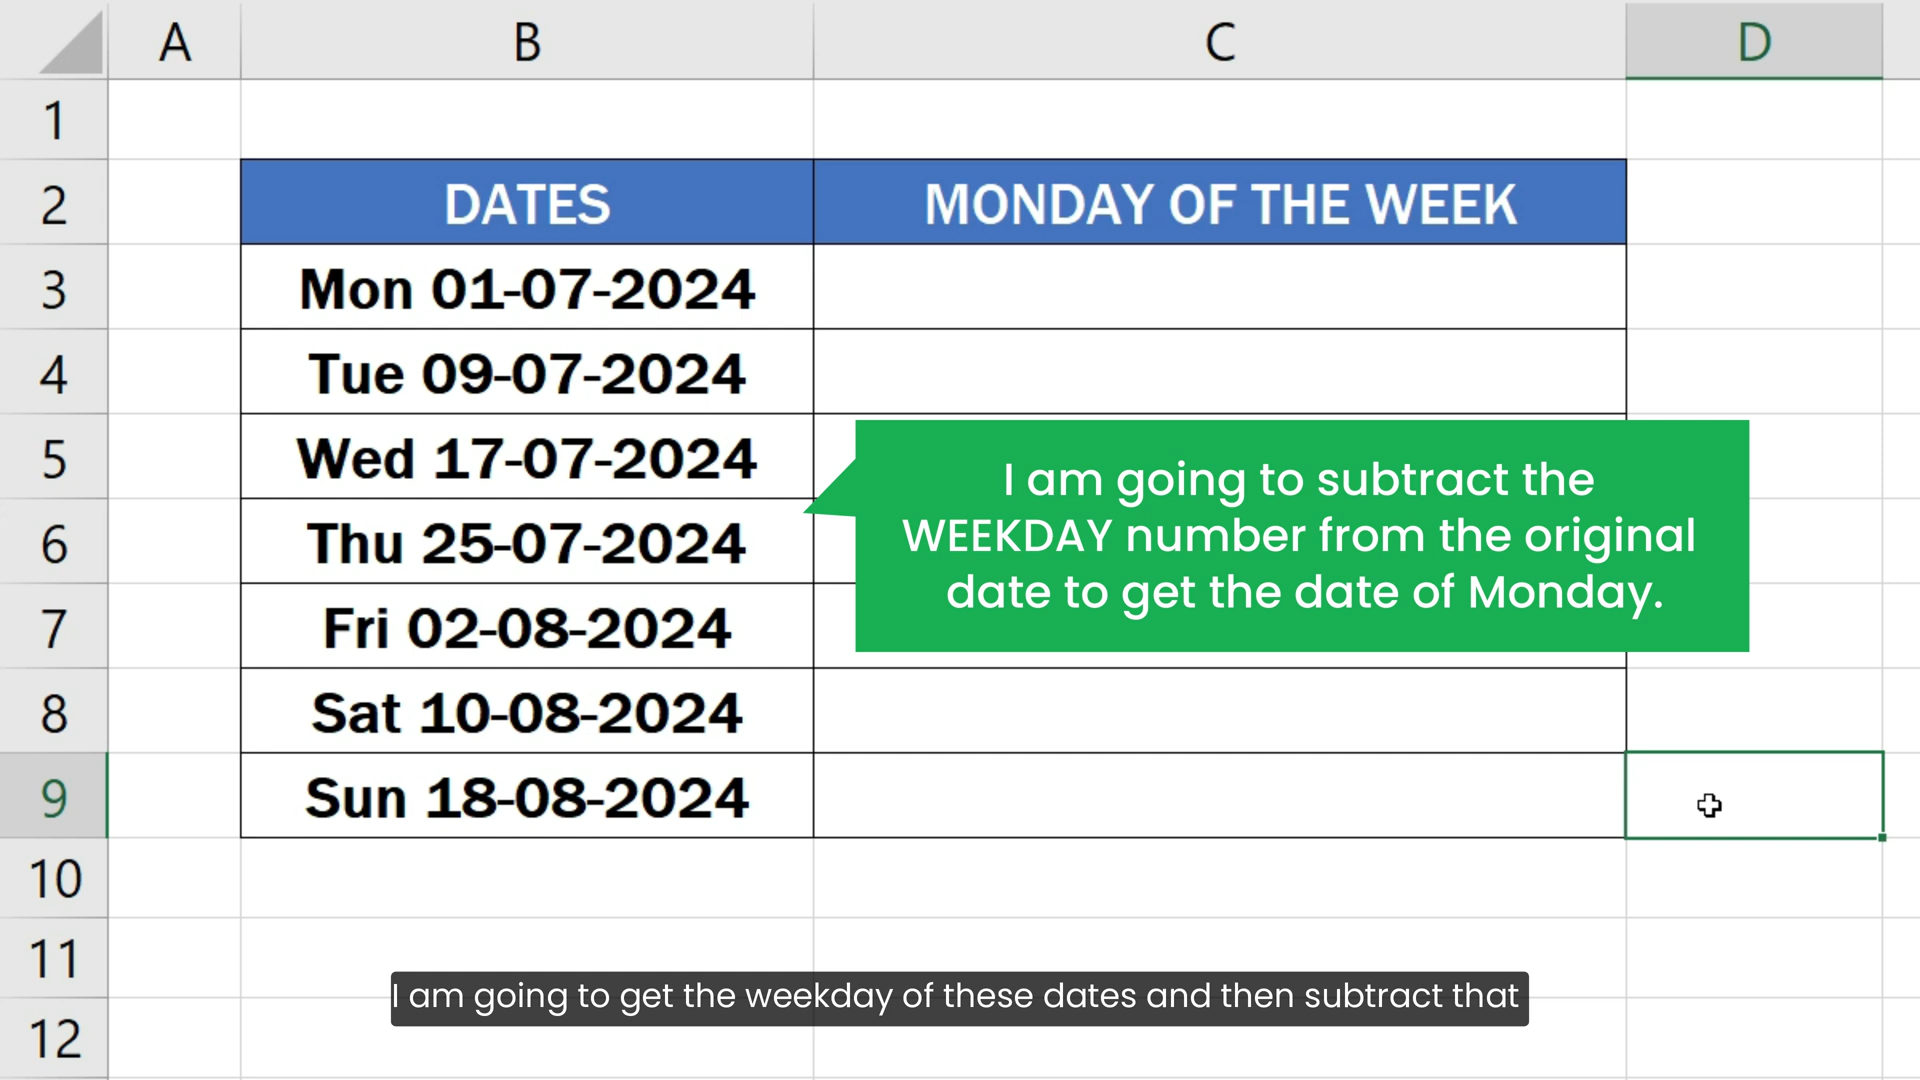 A B C D
1
2 DATES MONDAY OF THE WEEK
3 Mon 01-07-2024
4 Tue 09-07-2024
5 Wed 17-07-2024
6 Thu 25-07-2024
7 Fri 02-08-2024
8 Sat 10-08-2024
9 Sun 18-08-2024
10
11
12
I am going to subtract the
WEEKDAY number from the original
date to get the date of Monday.
I am going to get the weekday of these dates and then subtract that